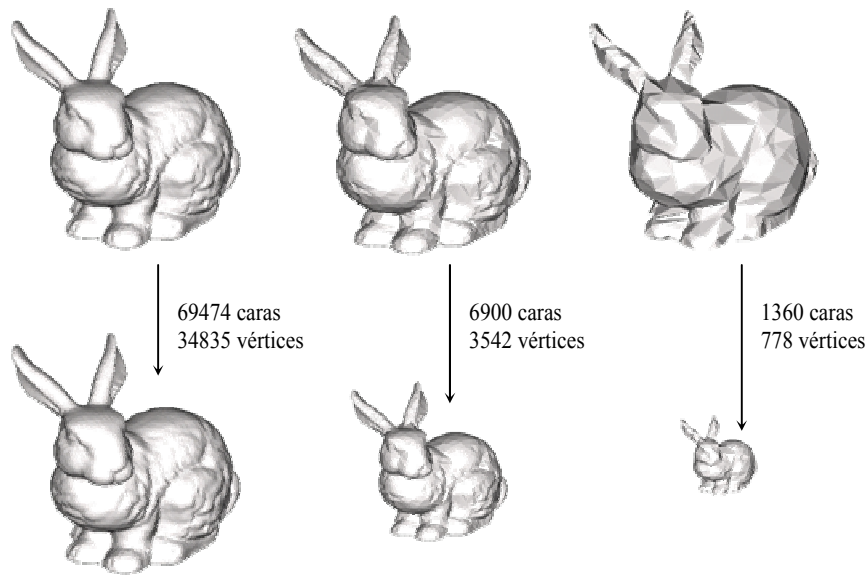 69474 caras
34835 vértices
6900 caras
3542 vértices
1360 caras
778 vértices